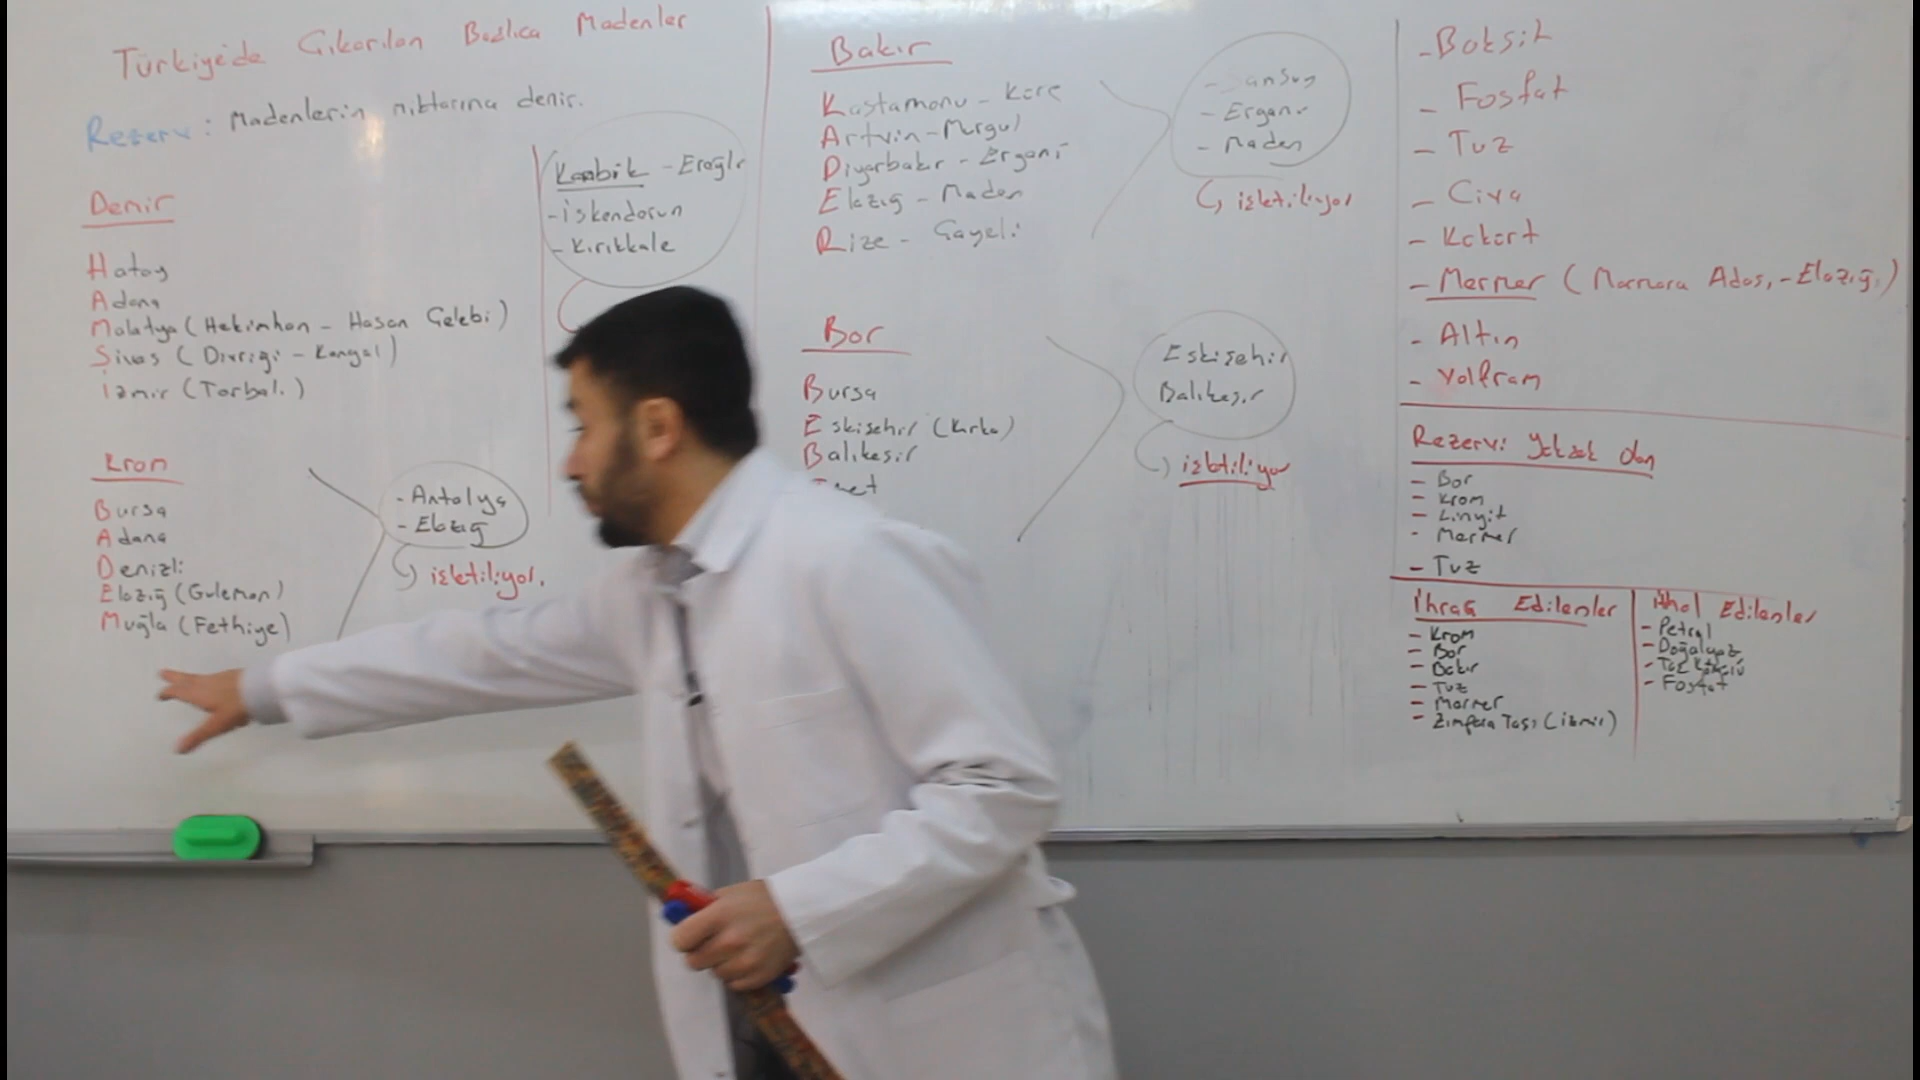 Türkiye'de Çıkarılan Başlıca Madenler
Rezerv: Madenlerin miktarına denir.
Demir
Hatay
Adana
Malatya (Hekimhan - Hasan Çelebi)
Sivas (Divriği - Kangal)
İzmir (Torbalı)
Karabük - Ereğli
- İskenderun
- Kırıkkale
Krom
Bursa
Adana
Denizli
Elazığ (Guleman)
Muğla (Fethiye)
- Antalya
- Elazığ
işletiliyor.
Bakır
Kastamonu - Küre
Artvin - Murgul
Diyarbakır - Ergani
Elazığ - Maden
Rize - Çayeli
- Ergani
- Maden
işletiliyor
Bor
Bursa
Eskişehir (Kırka)
Balıkesir
Eskişehir
Balıkesir
işletiliyor
- Boksit
- Fosfat
- Tuz
- Civa
- Kükürt
- Mermer (Marmara Adası, - Elazığ)
- Altın
- Volfram
Rezervi Yüksek Olan
- Bor
- Krom
- Linyit
- Mermer
- Tuz
İhraç Edilenler
- Krom
- Bor
- Bakır
- Tuz
- Mermer
- Zımpara Taşı (İzmir)
İthal Edilenler
- Petrol
- Doğalgaz
- Taş Kömürü
- Fosfat